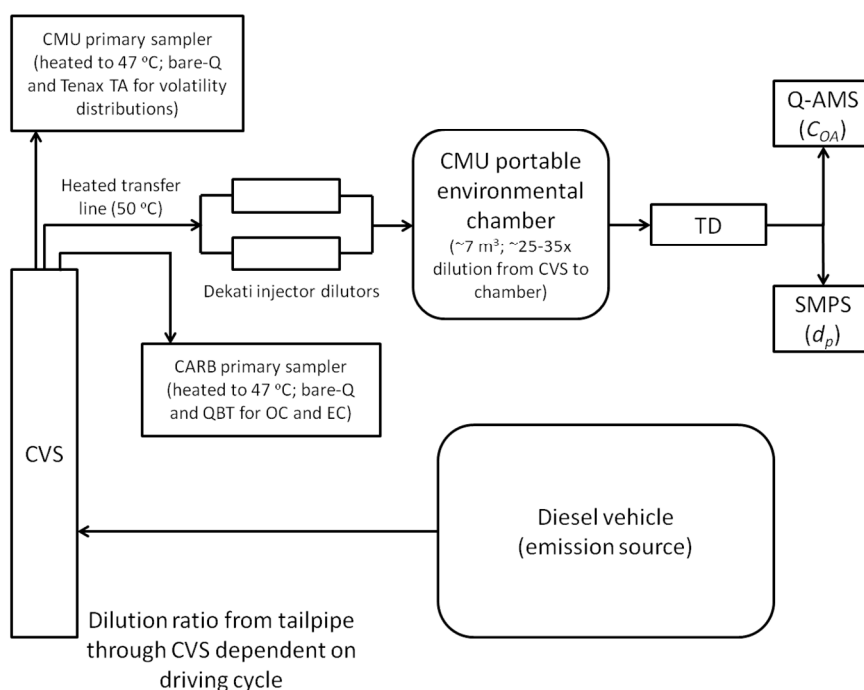 CMU primary sampler
(heated to 47 ºC; bare-Q
and Tenax TA for volatility
distributions)
Q-AMS
(C_OA)
CMU portable
environmental
chamber
(~7 m³; ~25-35x
dilution from CVS to
chamber)
Heated transfer
line (50 ºC)
TD
Dekati injector dilutors
SMPS
(d_p)
CARB primary sampler
(heated to 47 ºC; bare-Q
and QBT for OC and EC)
CVS
Diesel vehicle
(emission source)
Dilution ratio from tailpipe
through CVS dependent on
driving cycle